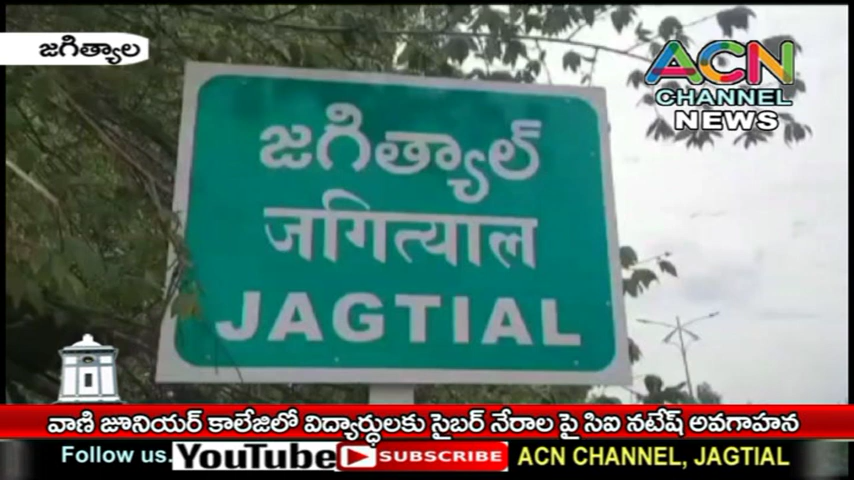 జగిత్యాల
ACN
CHANNEL
NEWS
జగిత్యాల్
जगित्याल
JAGTIAL
వాణి జూనియర్ కాలేజిలో విద్యార్థులకు సైబర్ నేరాల పై సిఐ నటేష్ అవగాహన
Follow us. YouTube SUBSCRIBE ACN CHANNEL, JAGTIAL